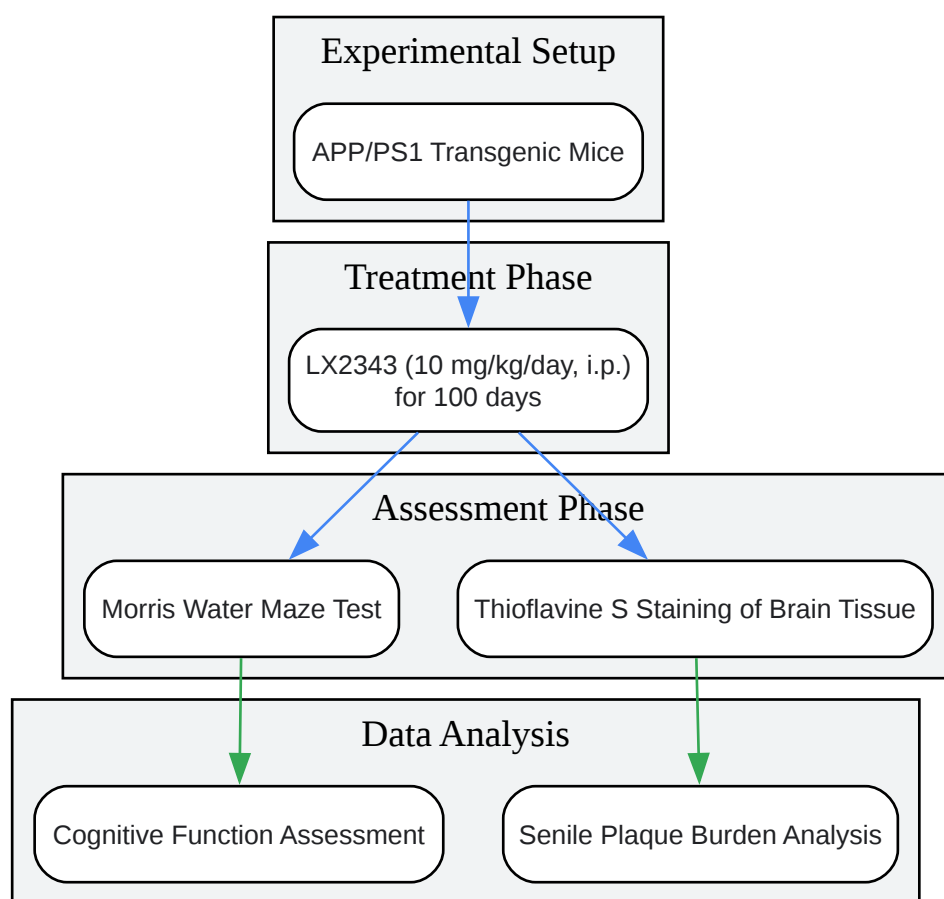 Experimental Setup
APP/PS1 Transgenic Mice
Treatment Phase
LX2343 (10 mg/kg/day, i.p.)
for 100 days
Assessment Phase
Morris Water Maze Test
Thioflavine S Staining of Brain Tissue
Data Analysis
Cognitive Function Assessment
Senile Plaque Burden Analysis